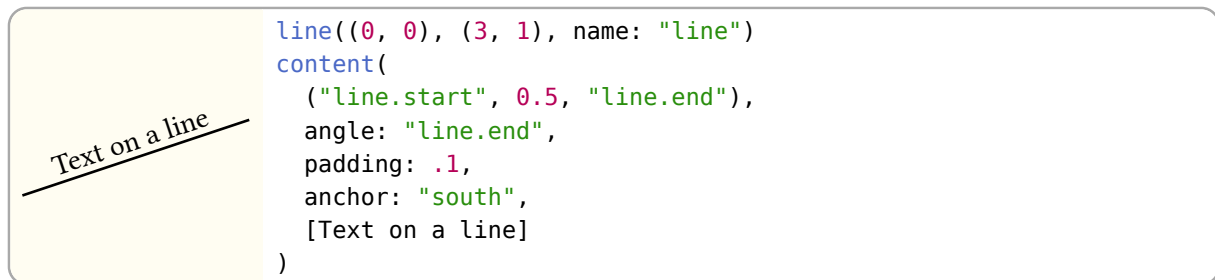 Text on a line
line((0, 0), (3, 1), name: "line")
content(
  ("line.start", 0.5, "line.end"),
  angle: "line.end",
  padding: .1,
  anchor: "south",
  [Text on a line]
)